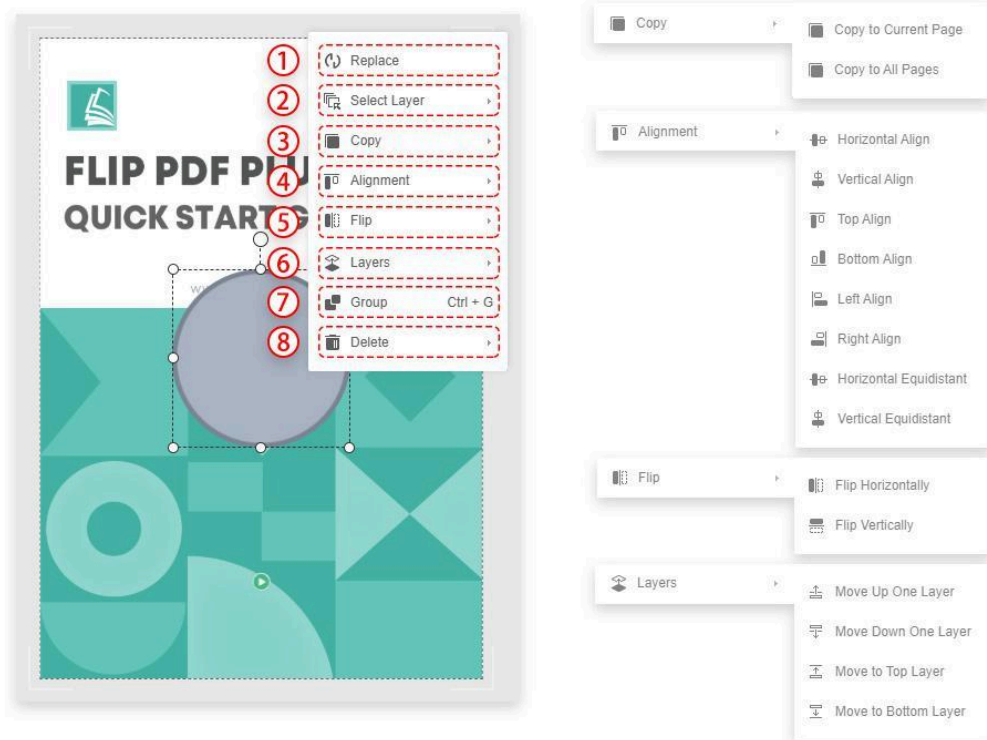 FLIP PDF PLU
QUICK START G
1 Replace
2 Select Layer
3 Copy
4 Alignment
5 Flip
6 Layers
7 Group Ctrl + G
8 Delete
Copy
Copy to Current Page
Copy to All Pages
Alignment
Horizontal Align
Vertical Align
Top Align
Bottom Align
Left Align
Right Align
Horizontal Equidistant
Vertical Equidistant
Flip
Flip Horizontally
Flip Vertically
Layers
Move Up One Layer
Move Down One Layer
Move to Top Layer
Move to Bottom Layer